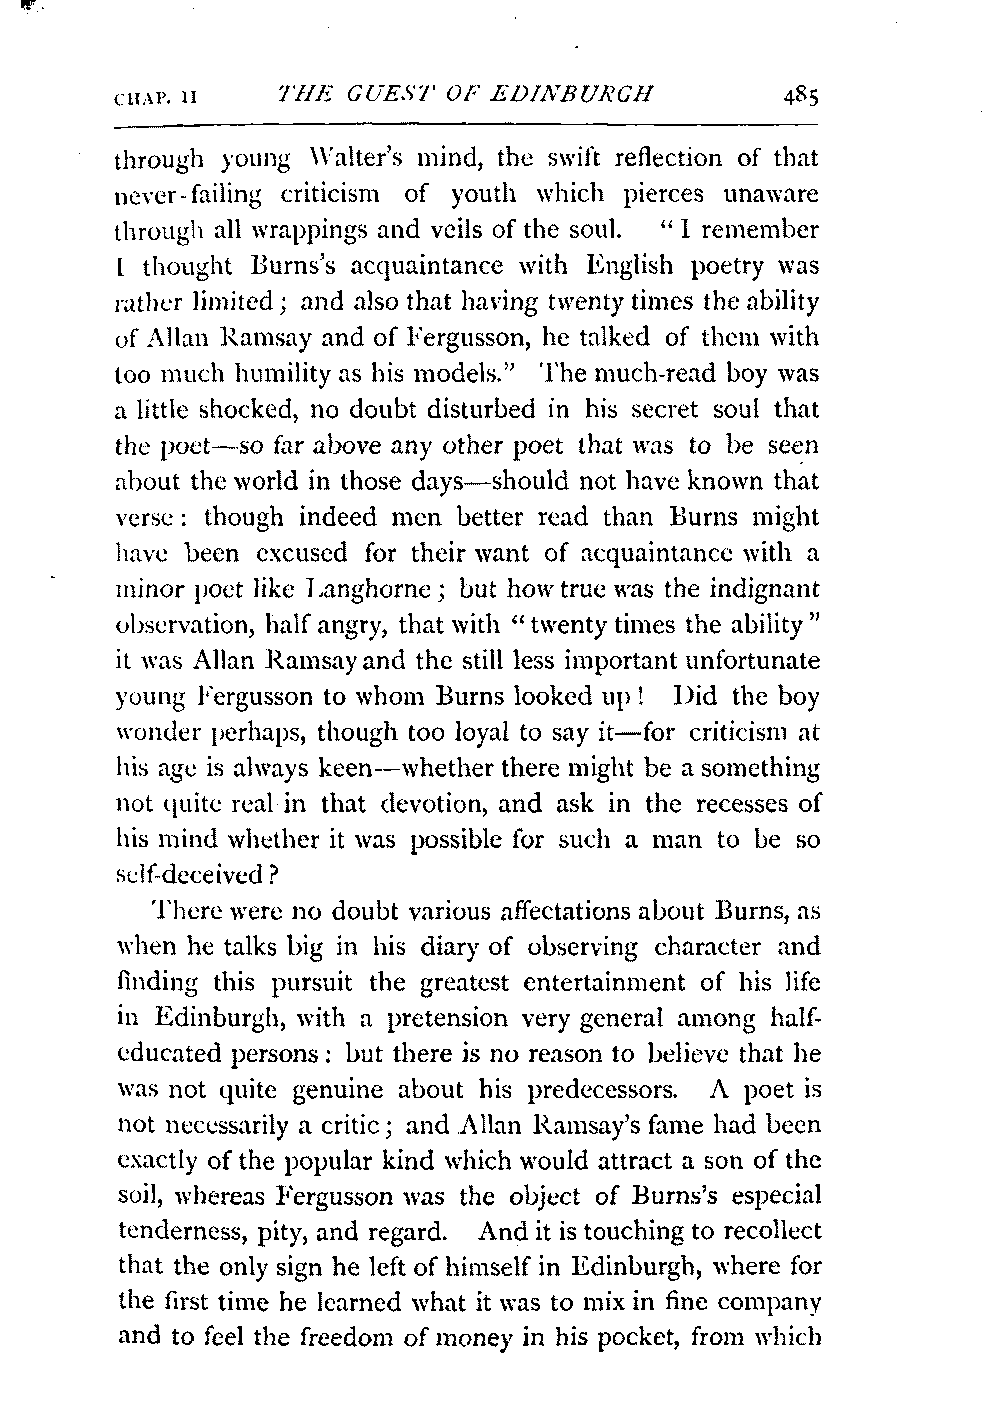 CHAP. II THE GUEST OF EDINBURGH 485
through young Walter's mind, the swift reflection of that
never-failing criticism of youth which pierces unaware
through all wrappings and veils of the soul. “ I remember
I thought Burns's acquaintance with English poetry was
rather limited ; and also that having twenty times the ability
of Allan Ramsay and of Fergusson, he talked of them with
too much humility as his models.” The much-read boy was
a little shocked, no doubt disturbed in his secret soul that
the poet—so far above any other poet that was to be seen
about the world in those days—should not have known that
verse : though indeed men better read than Burns might
have been excused for their want of acquaintance with a
minor poet like Langhorne ; but how true was the indignant
observation, half angry, that with “ twenty times the ability ”
it was Allan Ramsay and the still less important unfortunate
young Fergusson to whom Burns looked up ! Did the boy
wonder perhaps, though too loyal to say it—for criticism at
his age is always keen—whether there might be a something
not quite real in that devotion, and ask in the recesses of
his mind whether it was possible for such a man to be so
self-deceived ?
There were no doubt various affectations about Burns, as
when he talks big in his diary of observing character and
finding this pursuit the greatest entertainment of his life
in Edinburgh, with a pretension very general among half-
educated persons : but there is no reason to believe that he
was not quite genuine about his predecessors. A poet is
not necessarily a critic ; and Allan Ramsay's fame had been
exactly of the popular kind which would attract a son of the
soil, whereas Fergusson was the object of Burns's especial
tenderness, pity, and regard. And it is touching to recollect
that the only sign he left of himself in Edinburgh, where for
the first time he learned what it was to mix in fine company
and to feel the freedom of money in his pocket, from which